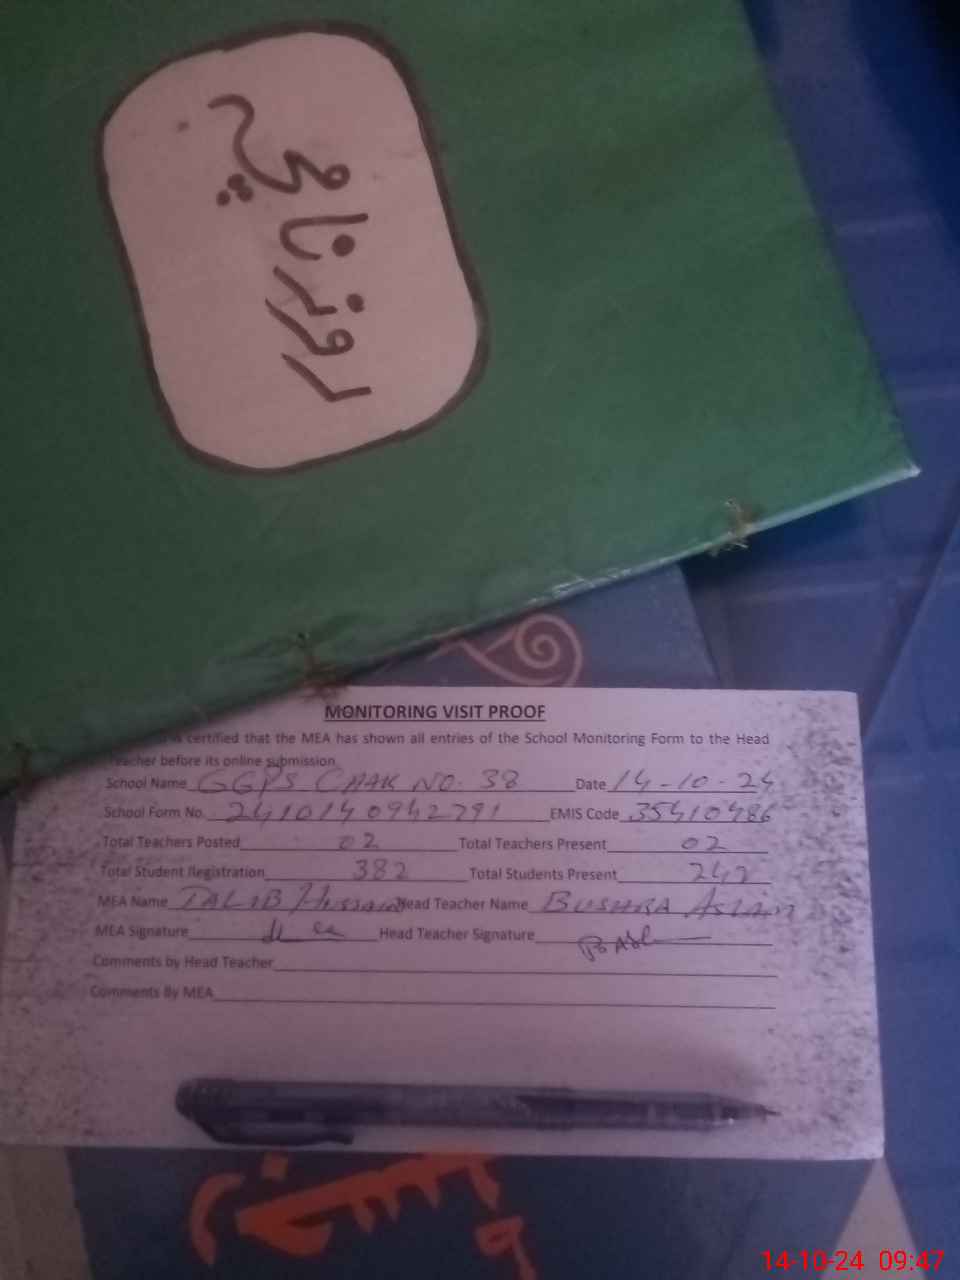 روزنامچہ
MONITORING VISIT PROOF
is certified that the MEA has shown all entries of the School Monitoring Form to the Head
Teacher before its online submission
School Name GGPS CHAK NO. 38 Date 14-10-24
School Form No. 2410140942791 EMIS Code 35410486
Total Teachers Posted 02 Total Teachers Present 02
Total Student Registration 382 Total Students Present 242
MEA Name TALIB Hussain Head Teacher Name BUSHRA ASLAM
MEA Signature Head Teacher Signature
Comments by Head Teacher
Comments By MEA
14-10-24 09:47